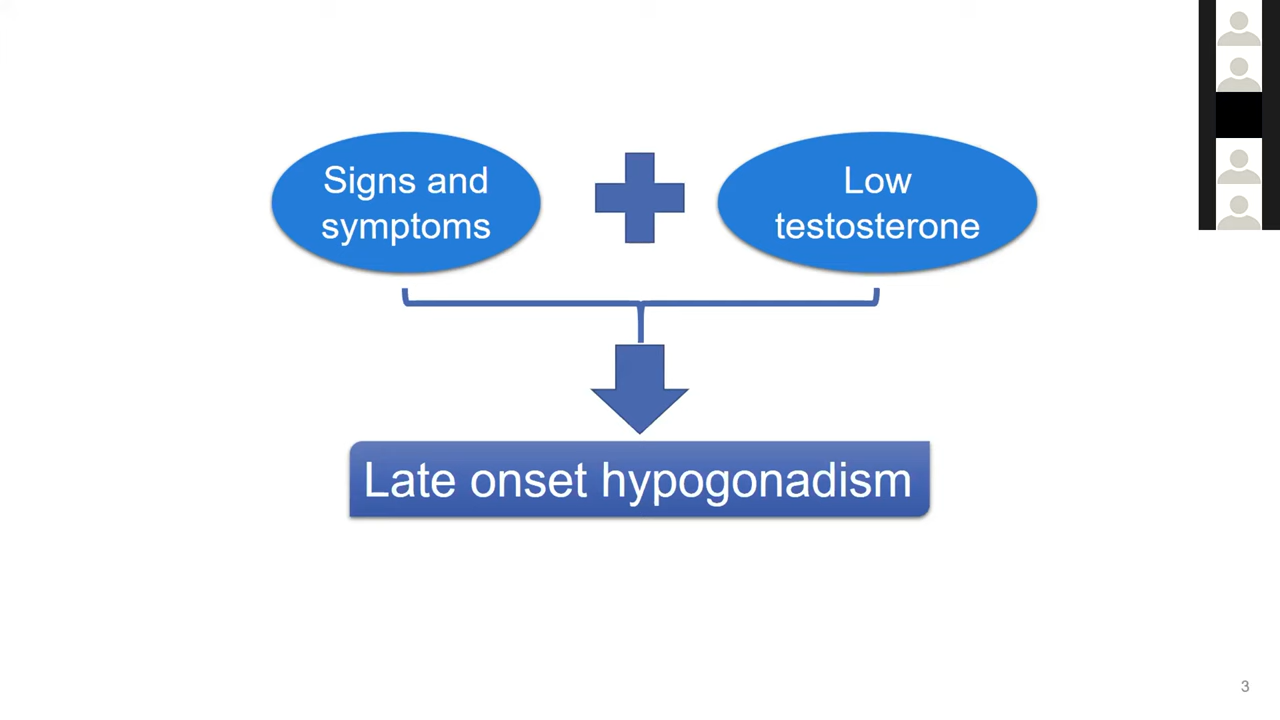 Signs and
symptoms
Low
testosterone
Late onset hypogonadism
3